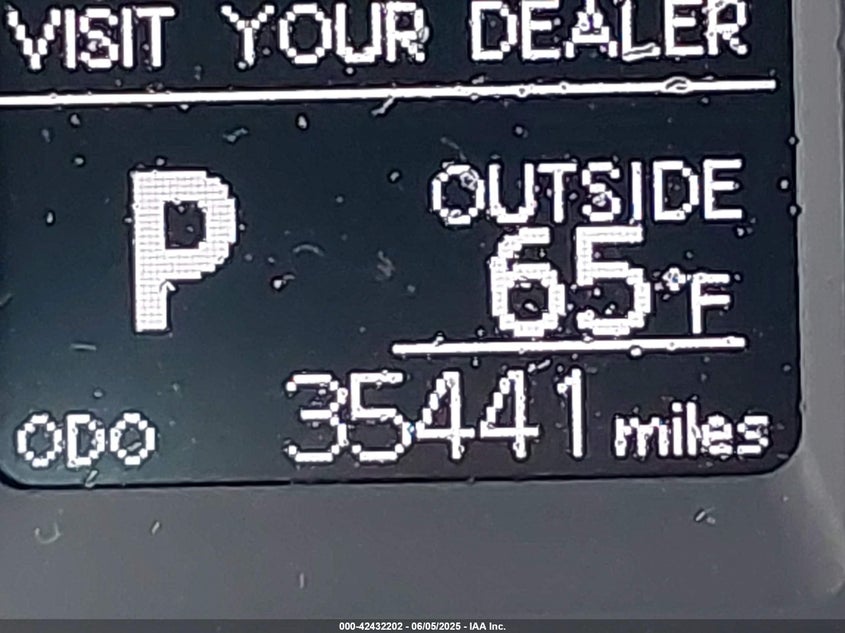 VISIT YOUR DEALER
P
OUTSIDE
65°F
ODO 35441 miles
000-42432202 - 06/05/2025 - IAA Inc.